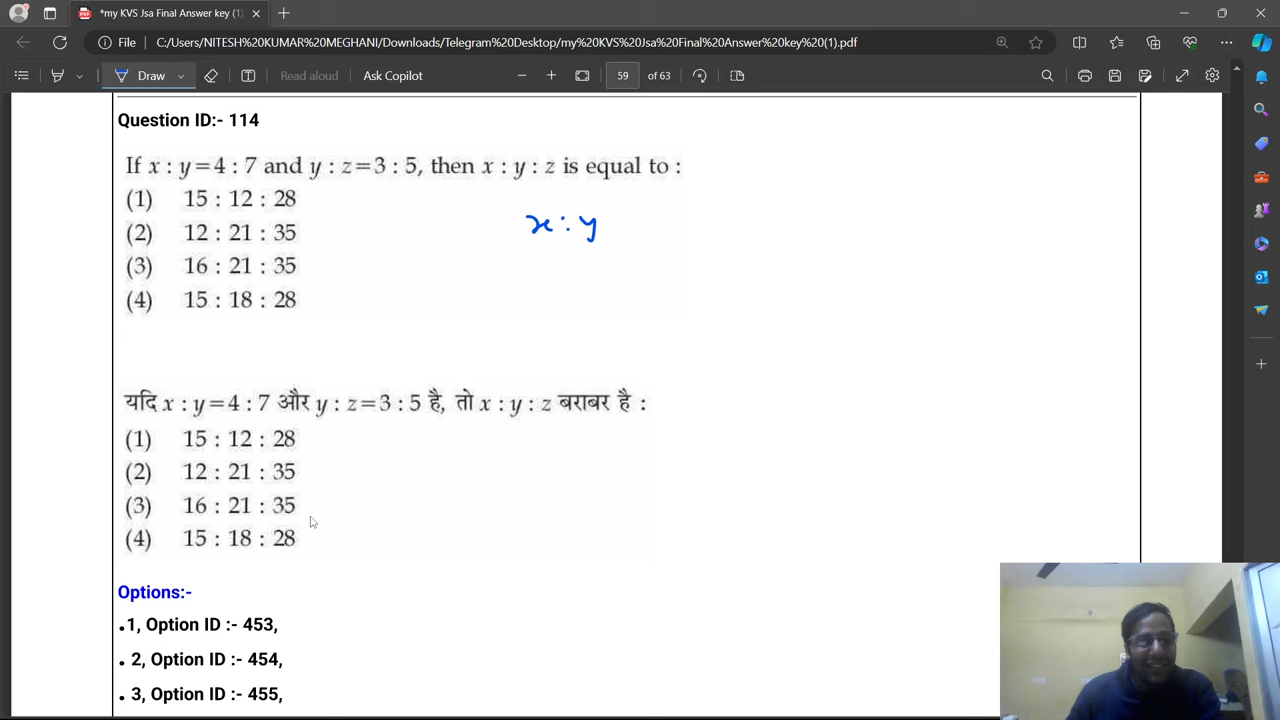 *my KVS Jsa Final Answer key (1)
File C:/Users/NITESH%20KUMAR%20MEGHANI/Downloads/Telegram%20Desktop/my%20KVS%20Jsa%20Final%20Answer%20key%20(1).pdf
Draw Read aloud Ask Copilot 59 of 63
Question ID:- 114
If x : y = 4 : 7 and y : z = 3 : 5, then x : y : z is equal to :
(1) 15 : 12 : 28
x : y
(2) 12 : 21 : 35
(3) 16 : 21 : 35
(4) 15 : 18 : 28
यदि x : y = 4 : 7 और y : z = 3 : 5 है, तो x : y : z बराबर है :
(1) 15 : 12 : 28
(2) 12 : 21 : 35
(3) 16 : 21 : 35
(4) 15 : 18 : 28
Options:-
.1, Option ID :- 453,
. 2, Option ID :- 454,
. 3, Option ID :- 455,